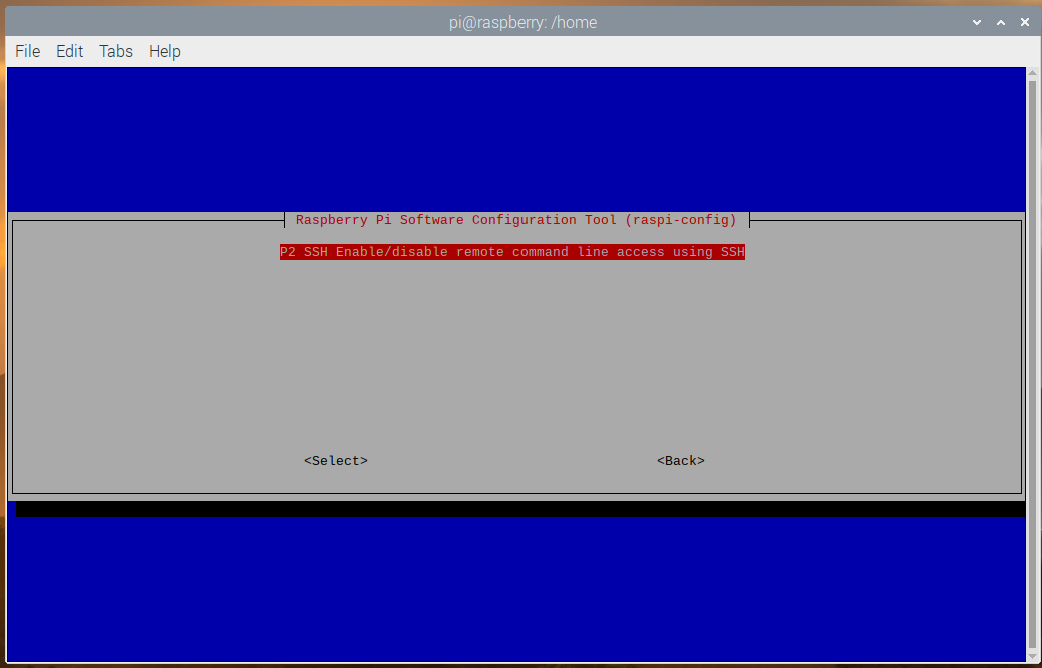 pi@raspberry: /home
File Edit Tabs Help
Raspberry Pi Software Configuration Tool (raspi-config)
P2 SSH Enable/disable remote command line access using SSH
<Select> <Back>